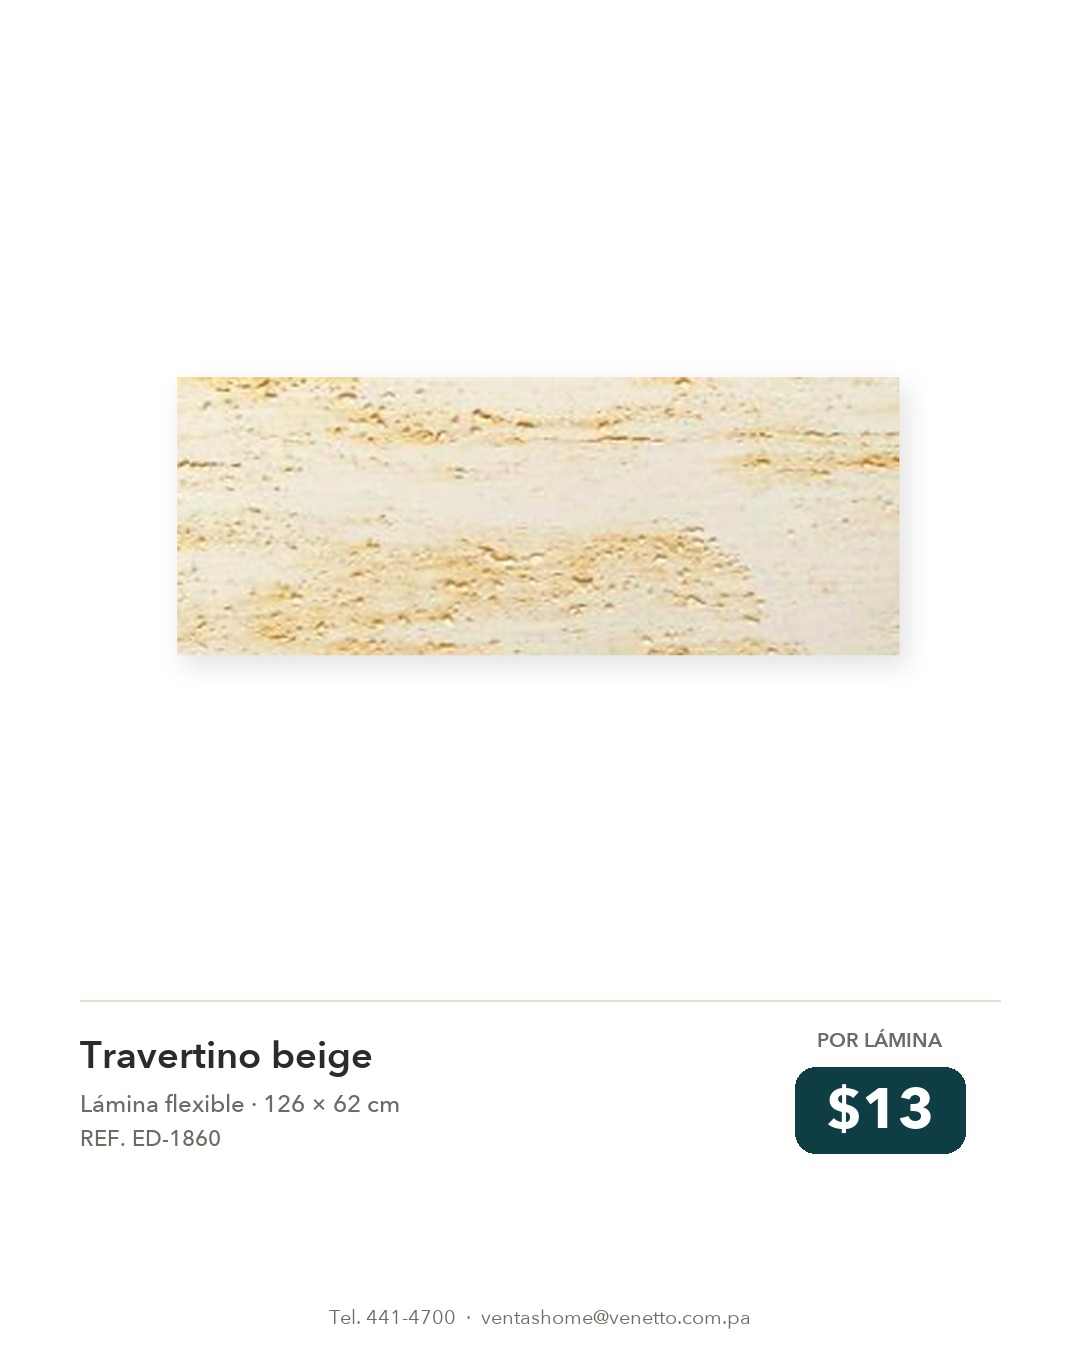 Travertino beige
Lámina flexible · 126 × 62 cm
REF. ED-1860
POR LÁMINA
$13
Tel. 441-4700 · ventashome@venetto.com.pa